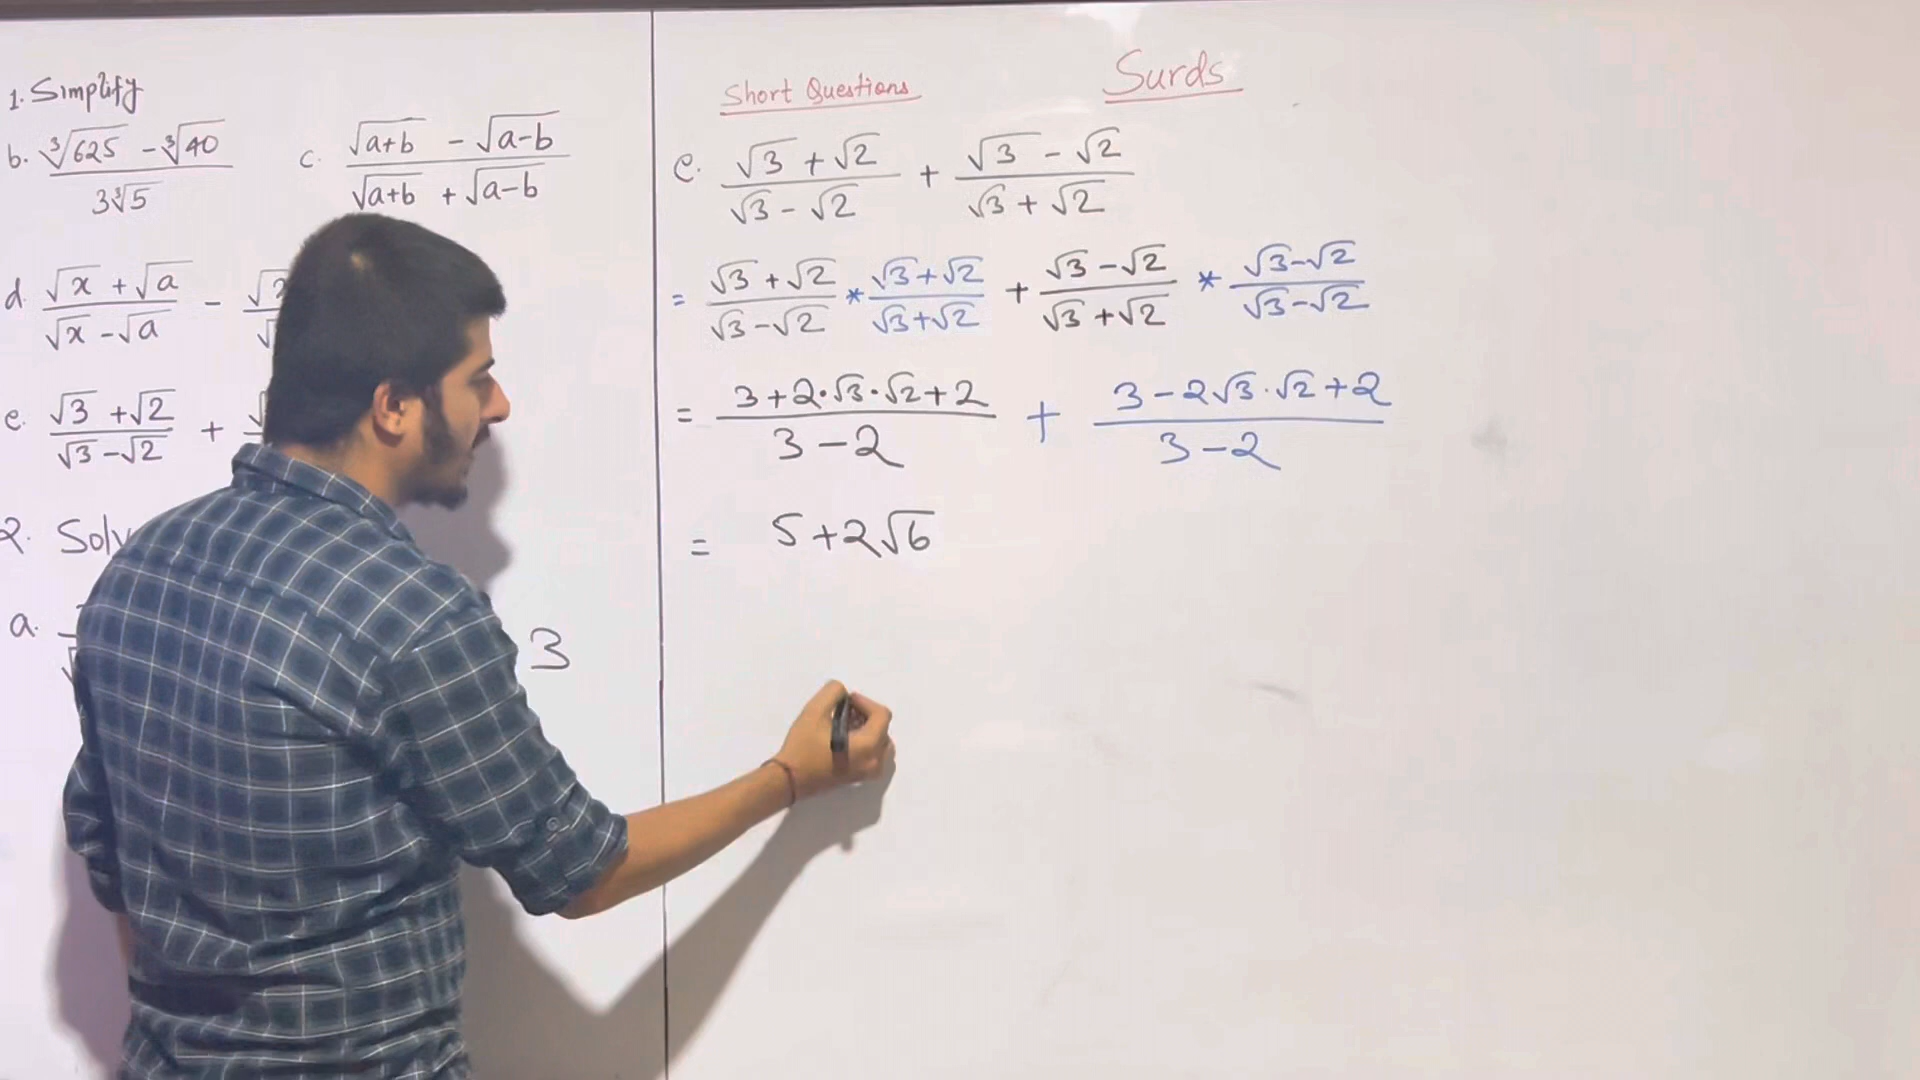 1. Simplify
b. (∛625 - ∛40) / (3∛5)
c. (√(a+b) - √(a-b)) / (√(a+b) + √(a-b))
d. (√x + √a) / (√x - √a) -
e. (√3 + √2) / (√3 - √2) +
2.
a.
3
Short Questions
Surds
e. (√3 + √2) / (√3 - √2) + (√3 - √2) / (√3 + √2)
= (√3 + √2) / (√3 - √2) * (√3 + √2) / (√3 + √2) + (√3 - √2) / (√3 + √2) * (√3 - √2) / (√3 - √2)
= (3 + 2·√3·√2 + 2) / (3 - 2) + (3 - 2√3·√2 + 2) / (3 - 2)
= 5 + 2√6